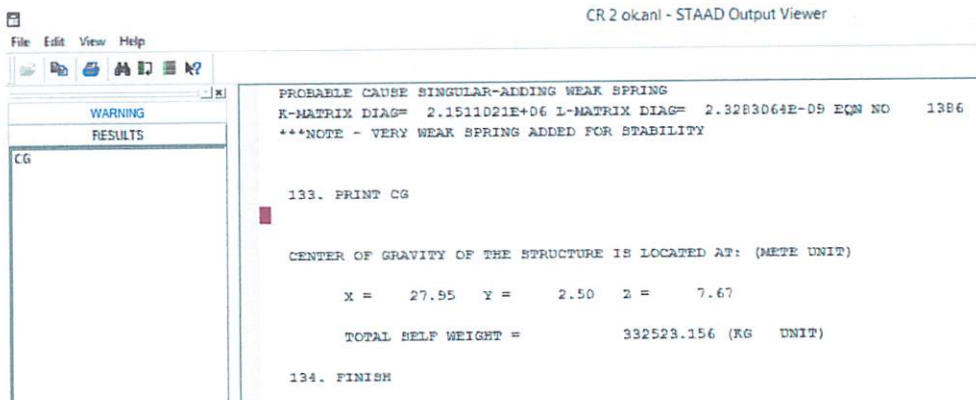 CR 2 ok.anl - STAAD Output Viewer
File Edit View Help
WARNING
RESULTS
CG
PROBABLE CAUSE SINGULAR-ADDING WEAK SPRING
K-MATRIX DIAG= 2.1511021E+06 L-MATRIX DIAG= 2.3283064E-09 EQN NO 1386
***NOTE - VERY WEAK SPRING ADDED FOR STABILITY
133. PRINT CG
CENTER OF GRAVITY OF THE STRUCTURE IS LOCATED AT: (METE UNIT)
X = 27.95 Y = 2.50 Z = 7.67
TOTAL SELF WEIGHT = 332523.156 (KG UNIT)
134. FINISH